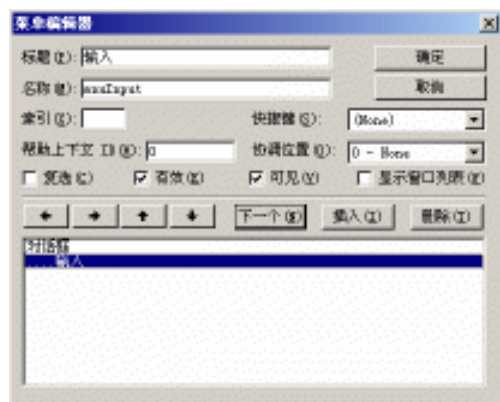 菜单编辑器
标题(P): 输入 确定
名称(M): mnuInput 取消
索引(X): 快捷键(S): (None)
帮助上下文 ID(H): 0 协调位置(O): 0 - None
复选(C) 有效(E) 可见(V) 显示窗口列表(W)
下一个(N) 插入(I) 删除(T)
对话框
....输入